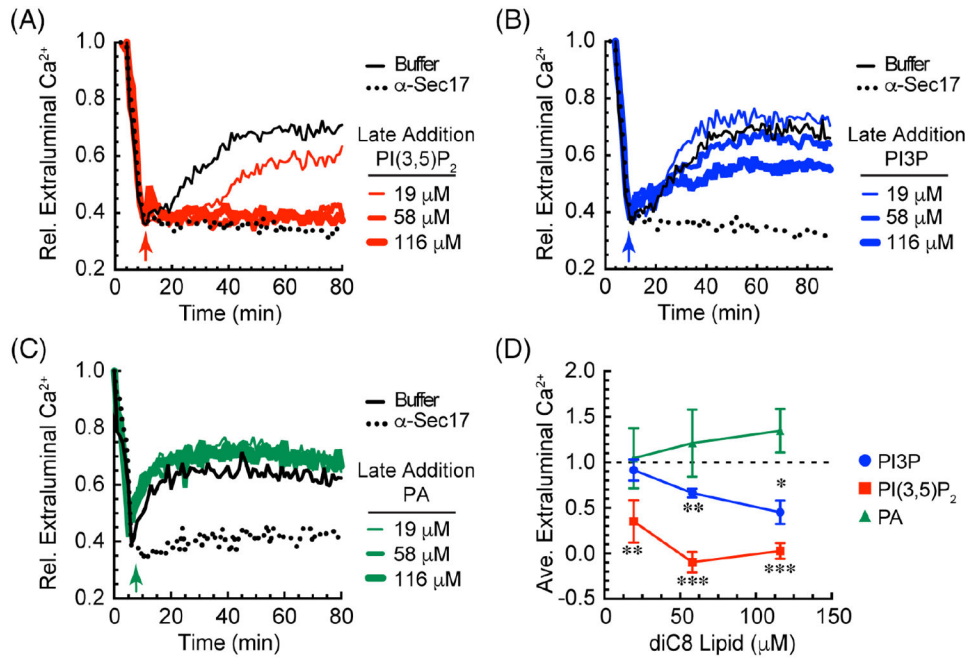 (A)
Rel. Extraluminal Ca²⁺
1.0
0.8
0.6
0.4
0.2
0 20 40 60 80
Time (min)
Buffer
α-Sec17
Late Addition
PI(3,5)P₂
19 μM
58 μM
116 μM
(B)
Rel. Extraluminal Ca²⁺
1.0
0.8
0.6
0.4
0.2
0 20 40 60 80
Time (min)
Buffer
α-Sec17
Late Addition
PI3P
19 μM
58 μM
116 μM
(C)
Rel. Extraluminal Ca²⁺
1.0
0.8
0.6
0.4
0.2
0 20 40 60 80
Time (min)
Buffer
α-Sec17
Late Addition
PA
19 μM
58 μM
116 μM
(D)
Ave. Extraluminal Ca²⁺
2.0
1.5
1.0
0.5
0.0
-0.5
0 50 100 150
diC8 Lipid (μM)
*
**
**
***
***
PI3P
PI(3,5)P₂
PA